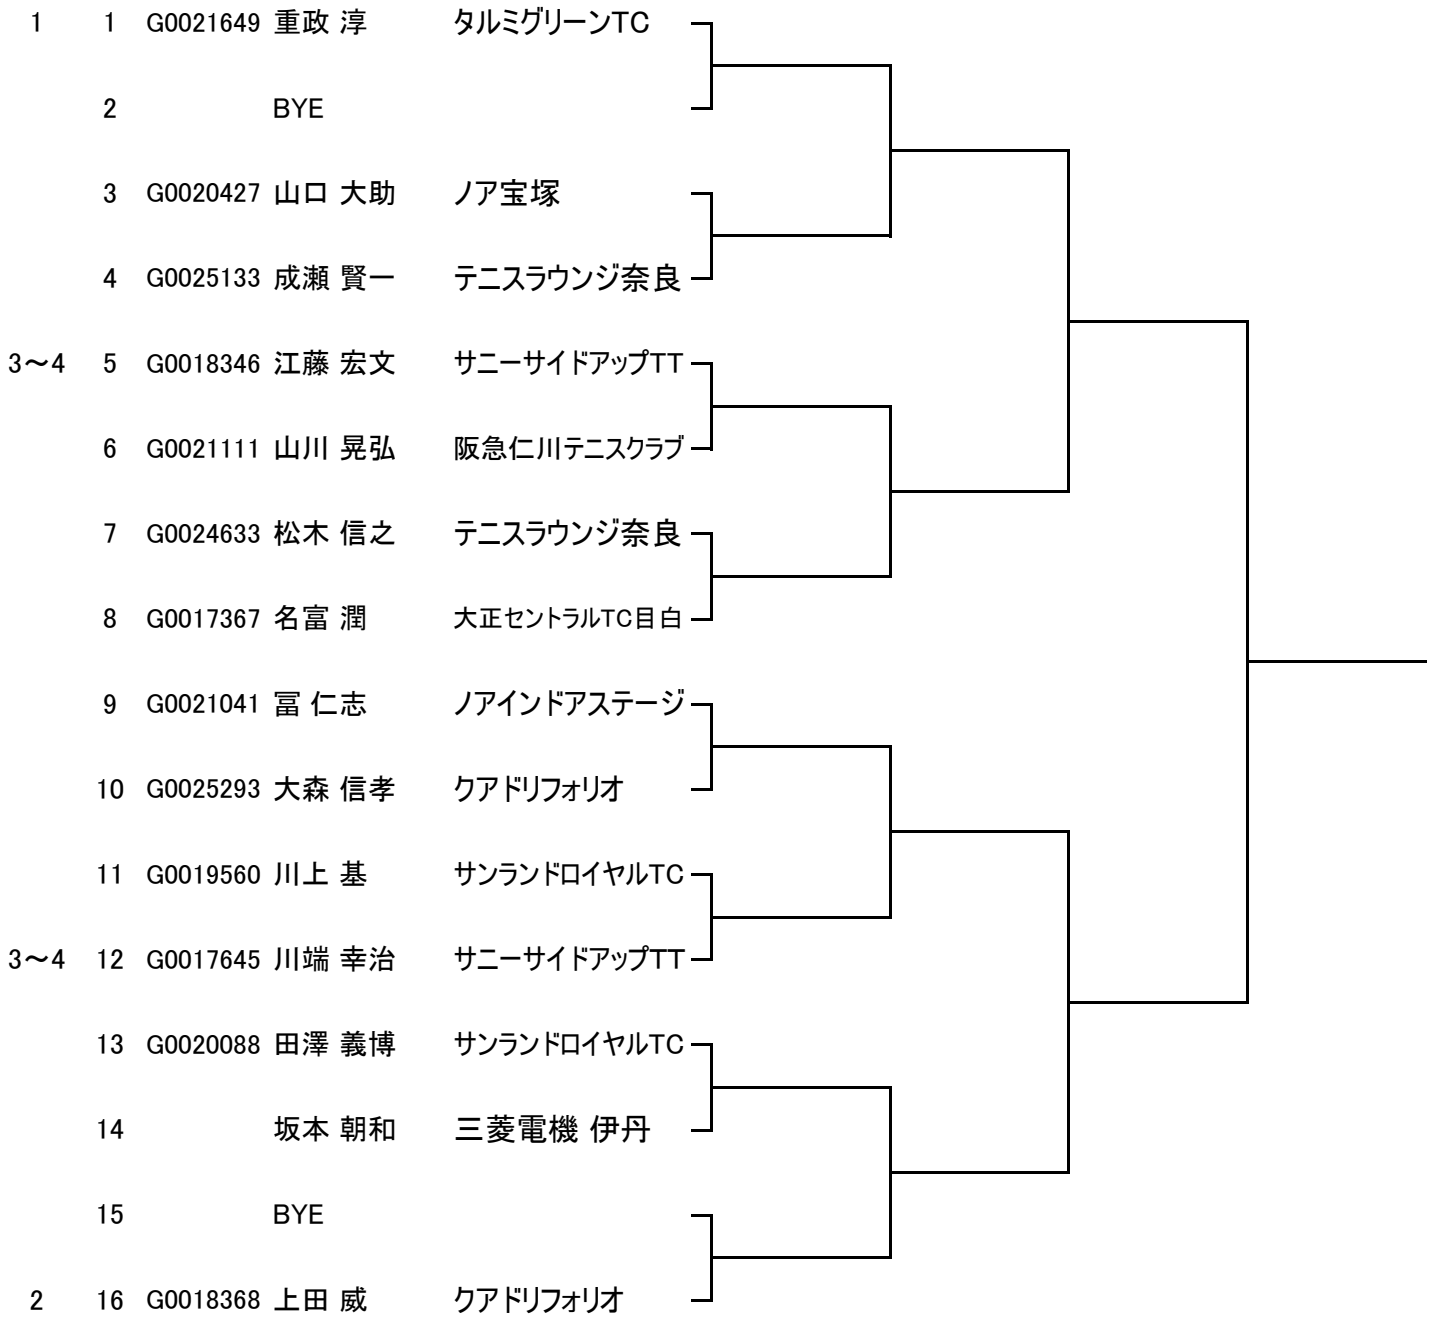 1 1 G0021649 重政 淳 タルミグリーンTC
2 BYE
3 G0020427 山口 大助 ノア宝塚
4 G0025133 成瀬 賢一 テニスラウンジ奈良
3～4 5 G0018346 江藤 宏文 サニーサイドアップTT
6 G0021111 山川 晃弘 阪急仁川テニスクラブ
7 G0024633 松木 信之 テニスラウンジ奈良
8 G0017367 名富 潤 大正セントラルTC目白
9 G0021041 冨 仁志 ノアインドアステージ
10 G0025293 大森 信孝 クアドリフォリオ
11 G0019560 川上 基 サンランドロイヤルTC
3～4 12 G0017645 川端 幸治 サニーサイドアップTT
13 G0020088 田澤 義博 サンランドロイヤルTC
14 坂本 朝和 三菱電機 伊丹
15 BYE
2 16 G0018368 上田 威 クアドリフォリオ